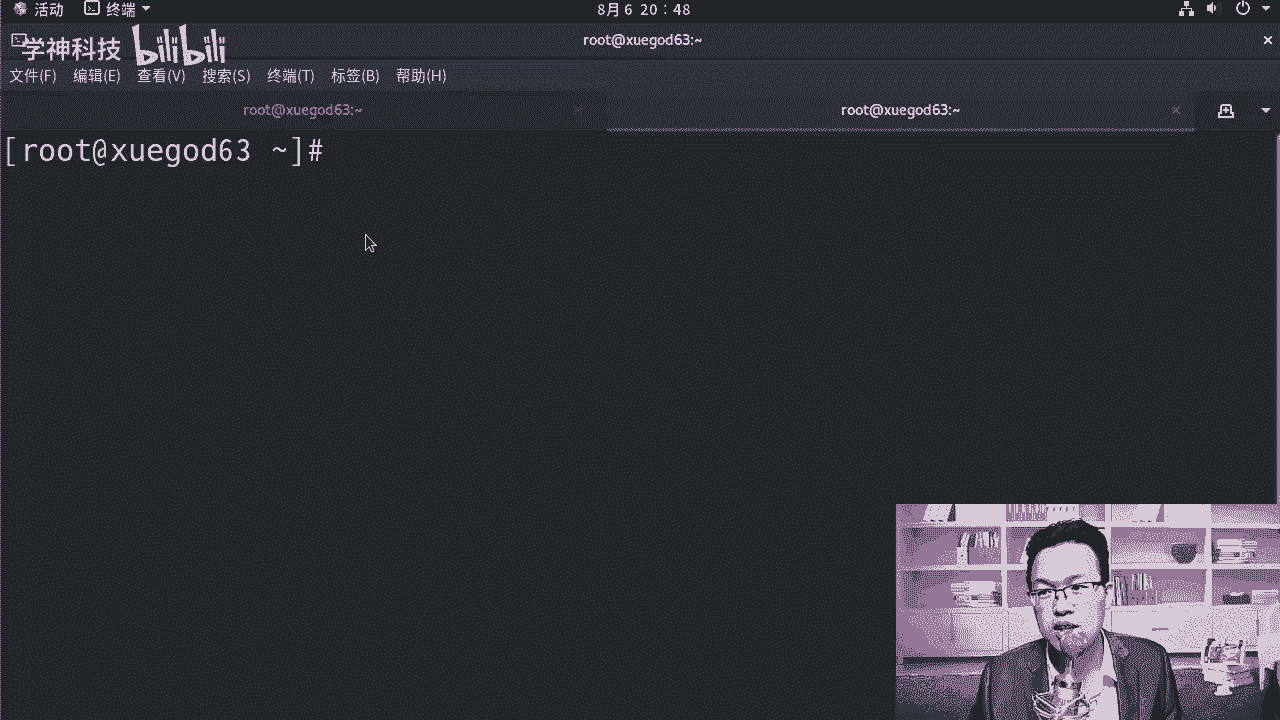 活动 终端 8月 6 20：48
root@xuegod63:~
学神科技 bilibili
文件(F) 编辑(E) 查看(V) 搜索(S) 终端(T) 标签(B) 帮助(H)
root@xuegod63:~ root@xuegod63:~
[root@xuegod63 ~]#